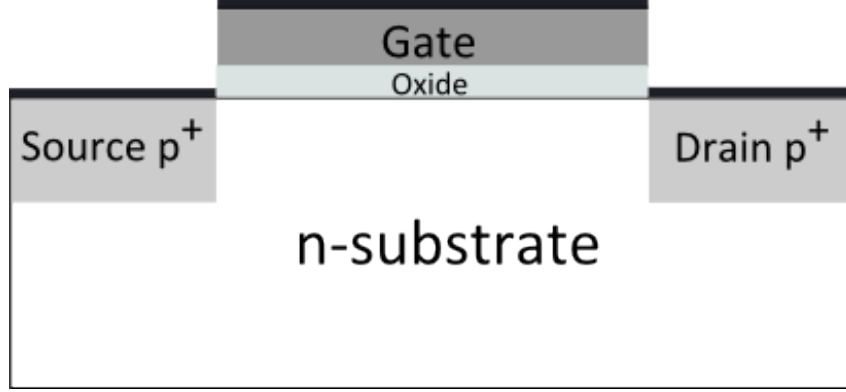 Gate
Oxide
Source p⁺
Drain p⁺
n-substrate